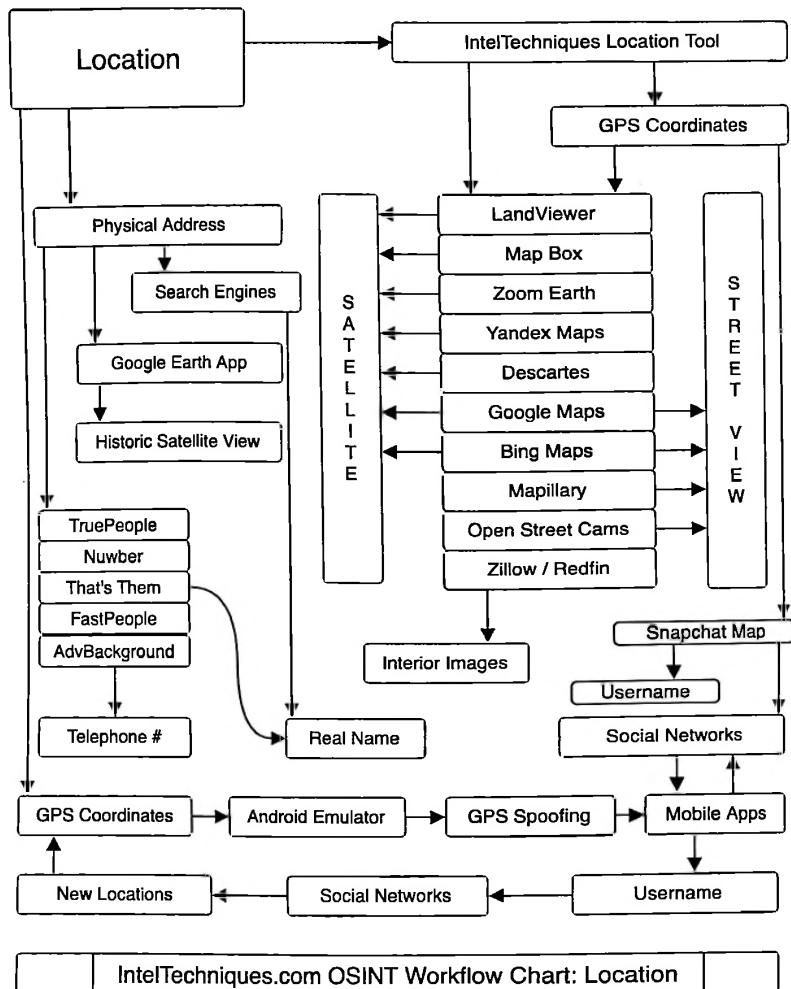 Location
IntelTechniques Location Tool
GPS Coordinates
Physical Address
Search Engines
Google Earth App
Historic Satellite View
SATELLITE
LandViewer
Map Box
Zoom Earth
Yandex Maps
Descartes
Google Maps
Bing Maps
Mapillary
Open Street Cams
Zillow / Redfin
STREET VIEW
TruePeople
Nuwber
That's Them
FastPeople
AdvBackground
Interior Images
Snapchat Map
Username
Telephone #
Real Name
Social Networks
GPS Coordinates
Android Emulator
GPS Spoofing
Mobile Apps
New Locations
Social Networks
Username
IntelTechniques.com OSINT Workflow Chart: Location